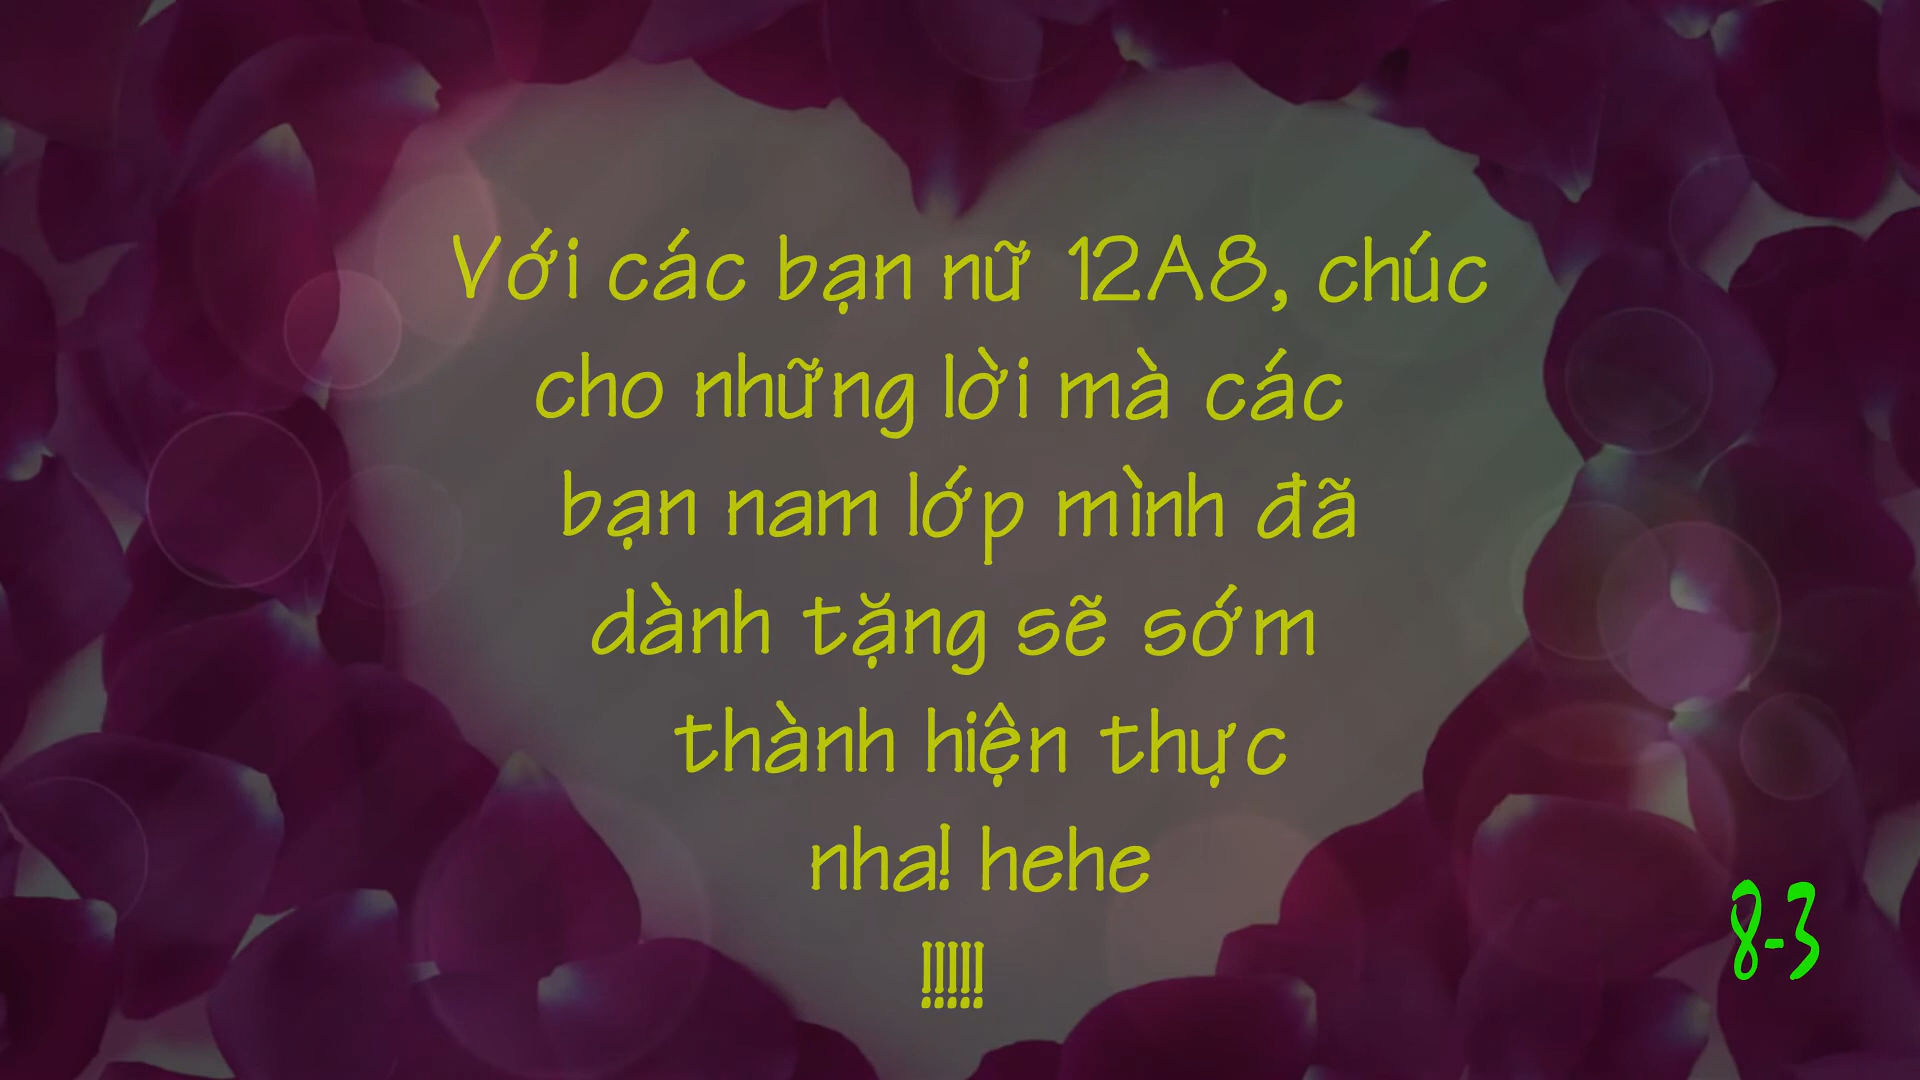 Với các bạn nữ 12A8, chúc
cho những lời mà các
bạn nam lớp mình đã
dành tặng sẽ sớm
thành hiện thực
nha! hehe
!!!!!
8-3